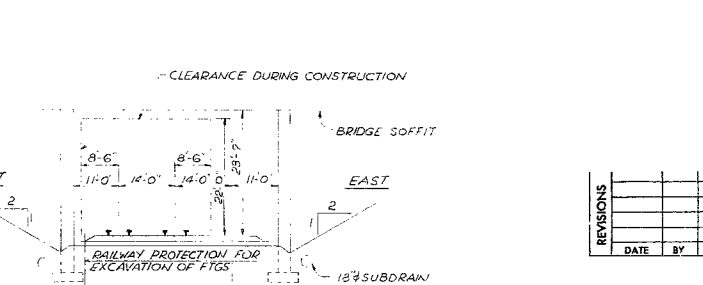 CLEARANCE DURING CONSTRUCTION
BRIDGE SOFFIT
8'-6" 8'-6"
23'-7"
22'-0"
11'-0" 14'-0" 14'-0" 11'-0"
EAST
2 2
1
RAILWAY PROTECTION FOR
EXCAVATION OF FTGS
18"⌀ SUBDRAIN
REVISIONS
DATE BY